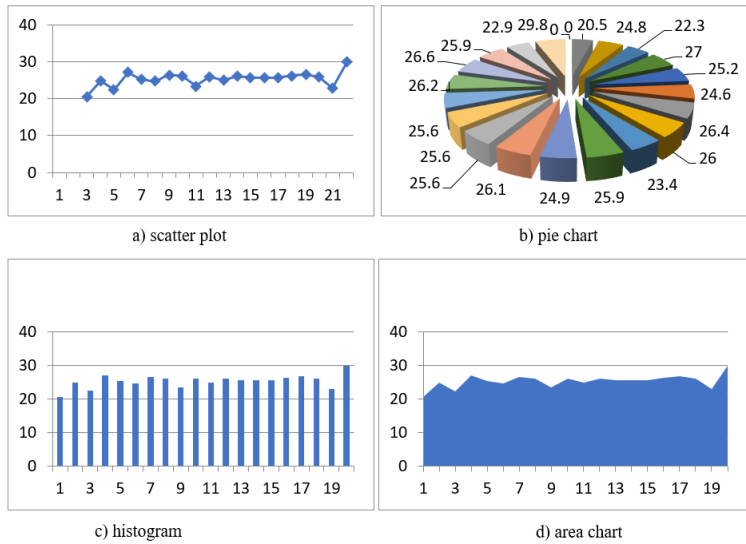 40
30
20
10
0
1 3 5 7 9 11 13 15 17 19 21
a) scatter plot
22.9 29.8 0 0 20.5 24.8 22.3
25.9 27
26.6 25.2
26.2 24.6
25.6 26.4
25.6 26
25.6 26.1 24.9 25.9 23.4
b) pie chart
40
30
20
10
0
1 3 5 7 9 11 13 15 17 19
c) histogram
40
30
20
10
0
1 3 5 7 9 11 13 15 17 19
d) area chart